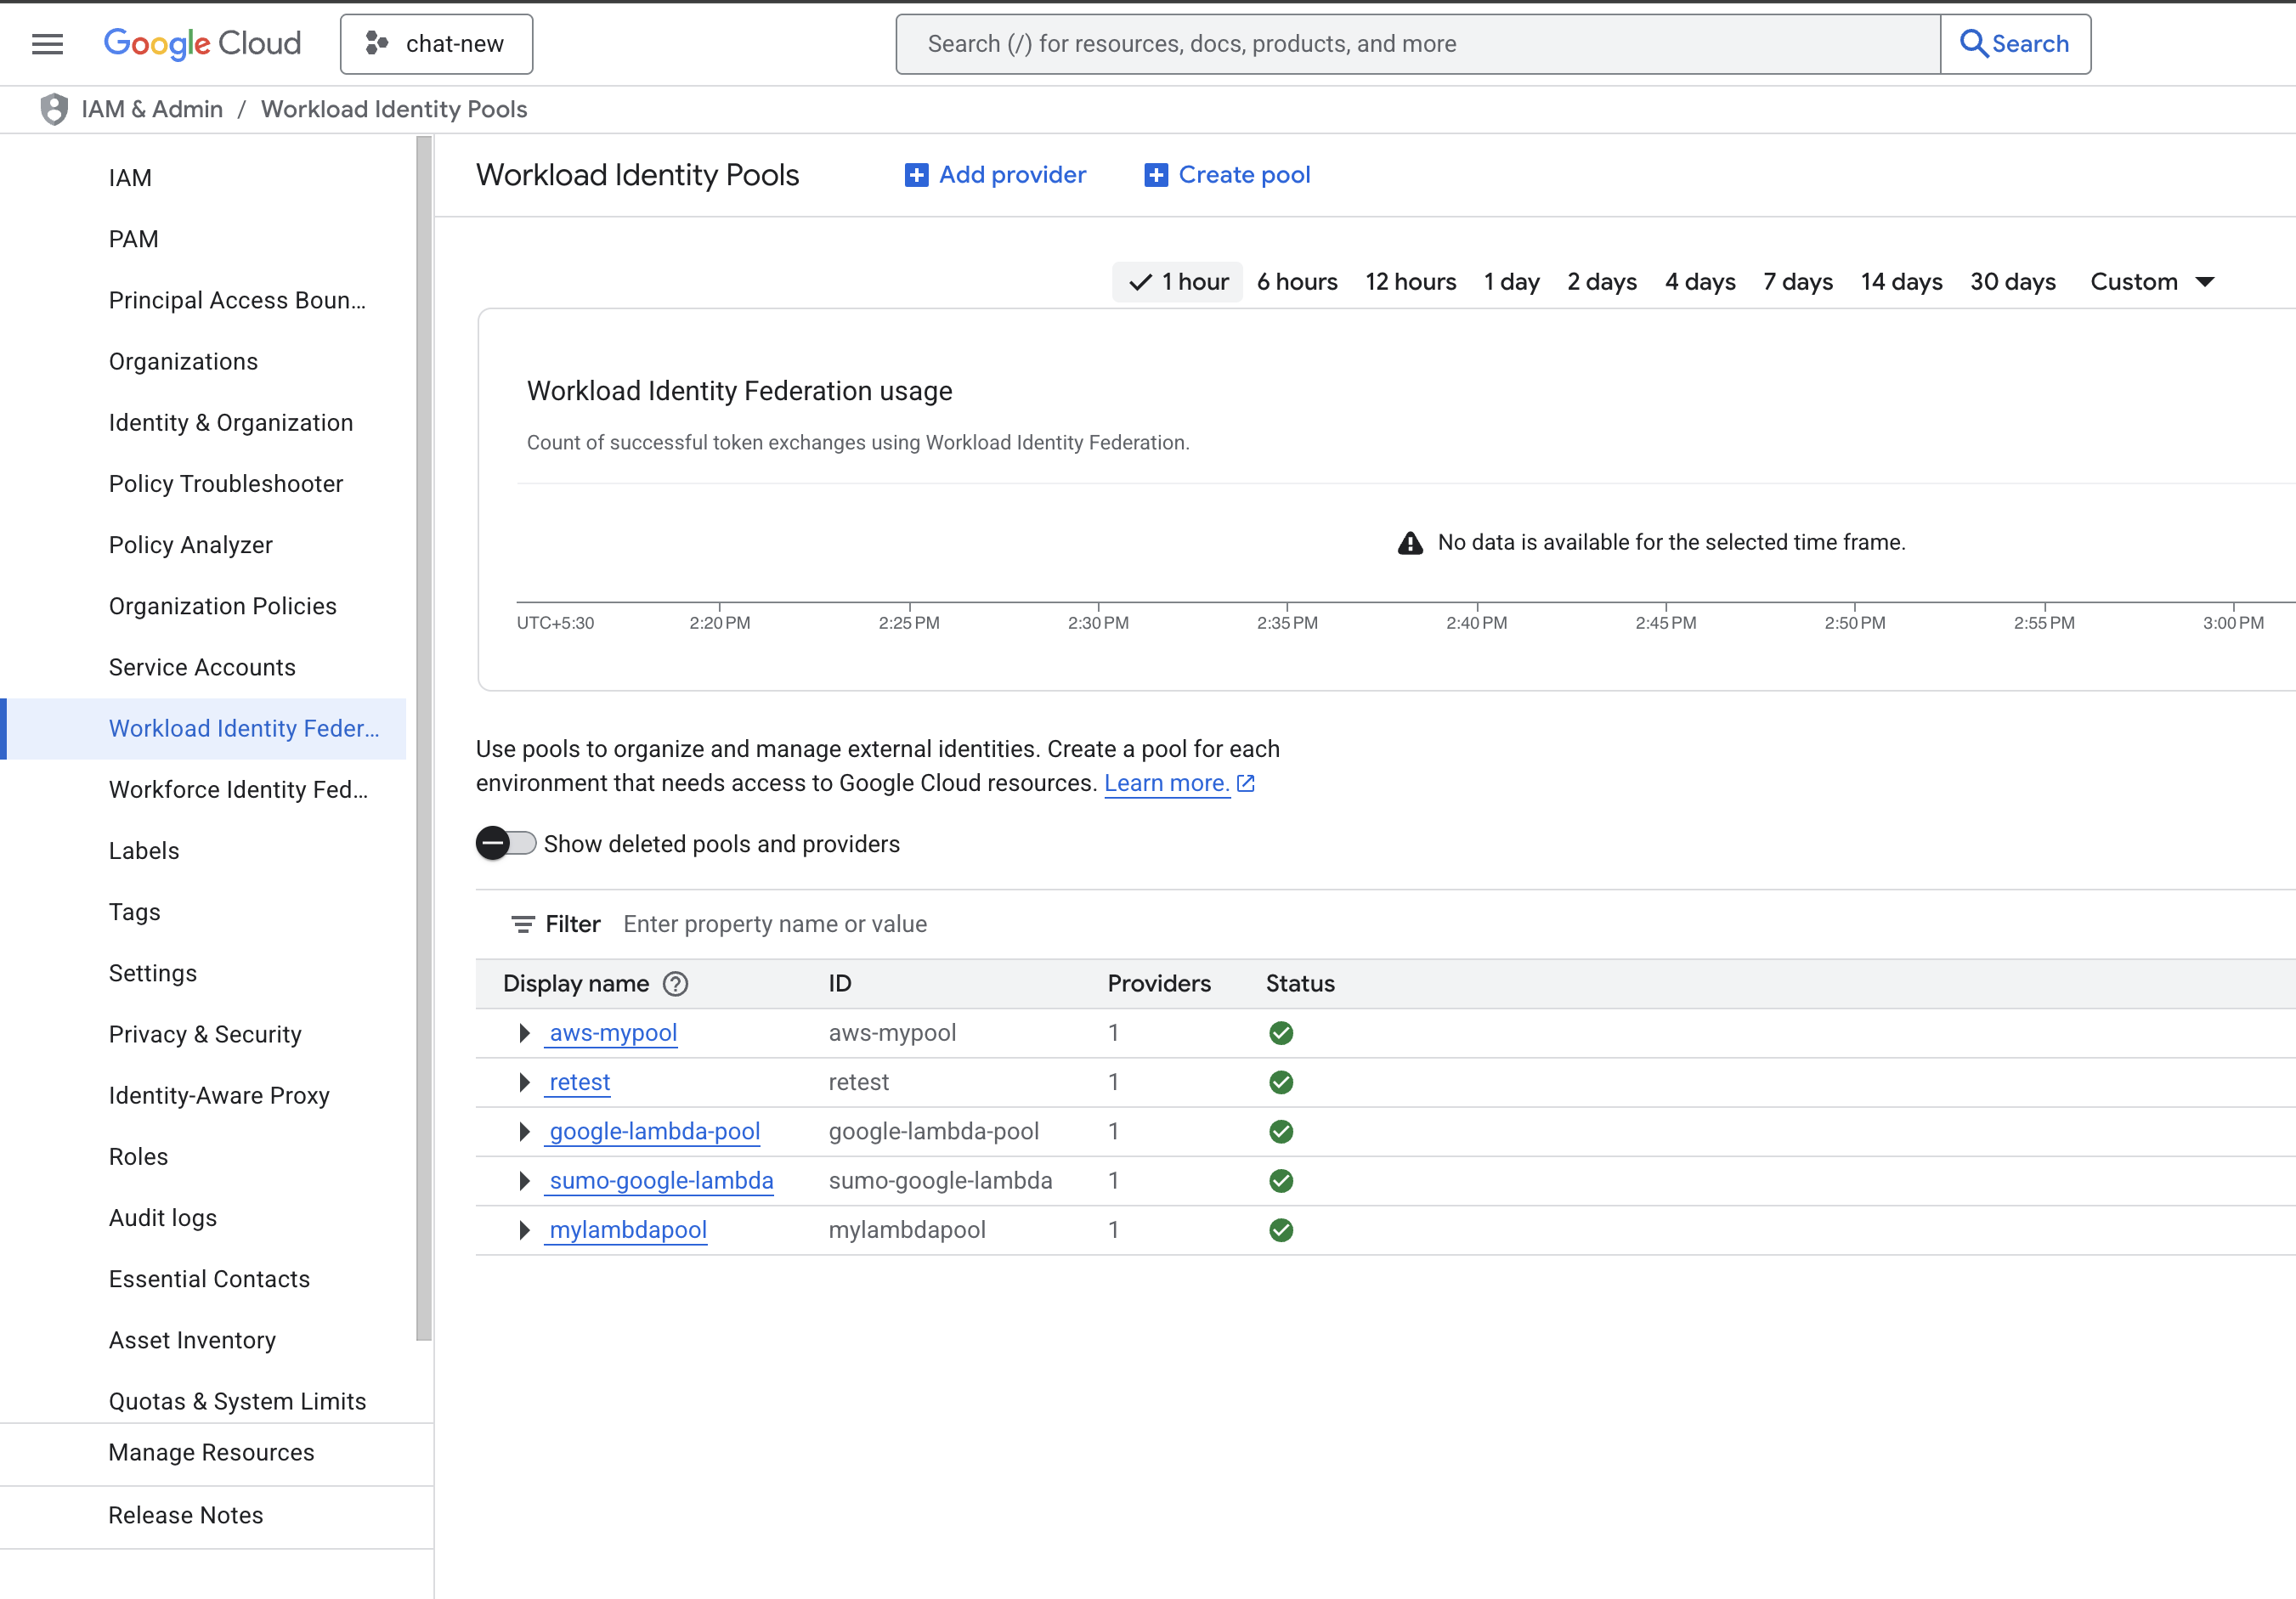 Google Cloud
chat-new
Search (/) for resources, docs, products, and more
Search
IAM & Admin / Workload Identity Pools
IAM
PAM
Principal Access Boun...
Organizations
Identity & Organization
Policy Troubleshooter
Policy Analyzer
Organization Policies
Service Accounts
Workload Identity Feder...
Workforce Identity Fed...
Labels
Tags
Settings
Privacy & Security
Identity-Aware Proxy
Roles
Audit logs
Essential Contacts
Asset Inventory
Quotas & System Limits
Manage Resources
Release Notes
Workload Identity Pools
Add provider
Create pool
1 hour 6 hours 12 hours 1 day 2 days 4 days 7 days 14 days 30 days Custom
Workload Identity Federation usage
Count of successful token exchanges using Workload Identity Federation.
No data is available for the selected time frame.
UTC+5:30 2:20 PM 2:25 PM 2:30 PM 2:35 PM 2:40 PM 2:45 PM 2:50 PM 2:55 PM 3:00 PM
Use pools to organize and manage external identities. Create a pool for each
environment that needs access to Google Cloud resources. Learn more.
Show deleted pools and providers
Filter Enter property name or value
Display name ID Providers Status
aws-mypool aws-mypool 1
retest retest 1
google-lambda-pool google-lambda-pool 1
sumo-google-lambda sumo-google-lambda 1
mylambdapool mylambdapool 1